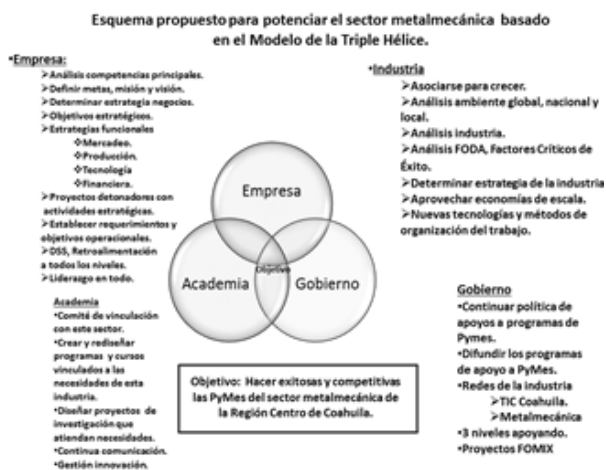 Esquema propuesto para potenciar el sector metalmecánica basado
en el Modelo de la Triple Hélice.
•Empresa:
➢Análisis competencias principales.
➢Definir metas, misión y visión.
➢Determinar estrategia negocios.
➢Objetivos estratégicos.
➢Estrategias funcionales
❖Mercadeo.
❖Producción.
❖Tecnología
❖Financiera.
➢Proyectos detonadores con
actividades estratégicas.
➢Establecer requerimientos y
objetivos operacionales.
➢DSS, Retroalimentación
a todos los niveles.
➢Liderazgo en todo.
Academia
•Comité de vinculación
con este sector.
•Crear y rediseñar
programas y cursos
vinculados a las
necesidades de esta
industria.
•Diseñar proyectos de
investigación que
atiendan necesidades.
•Continua comunicación.
•Gestión innovación.
Empresa
Academia
Objetivo
Gobierno
Objetivo: Hacer exitosas y competitivas
las PyMes del sector metalmecánica de
la Región Centro de Coahuila.
•Industria
➢Asociarse para crecer.
➢Análisis ambiente global, nacional y
local.
➢Análisis industria.
➢Análisis FODA, Factores Críticos de
Éxito.
➢Determinar estrategia de la industria
➢Aprovechar economías de escala.
➢Nuevas tecnologías y métodos de
organización del trabajo.
Gobierno
•Continuar política de
apoyos a programas de
Pymes.
•Difundir los programas
de apoyo a PyMes.
•Redes de la industria
➢TIC Coahuila.
➢Metalmecánica
•3 niveles apoyando.
•Proyectos FOMIX